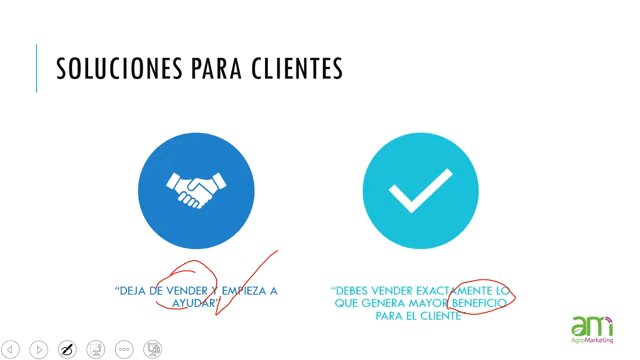 SOLUCIONES PARA CLIENTES
“DEJA DE VENDER Y EMPIEZA A
AYUDAR”
“DEBES VENDER EXACTAMENTE LO
QUE GENERA MAYOR BENEFICIO
PARA EL CLIENTE”
am
AgroMarketing